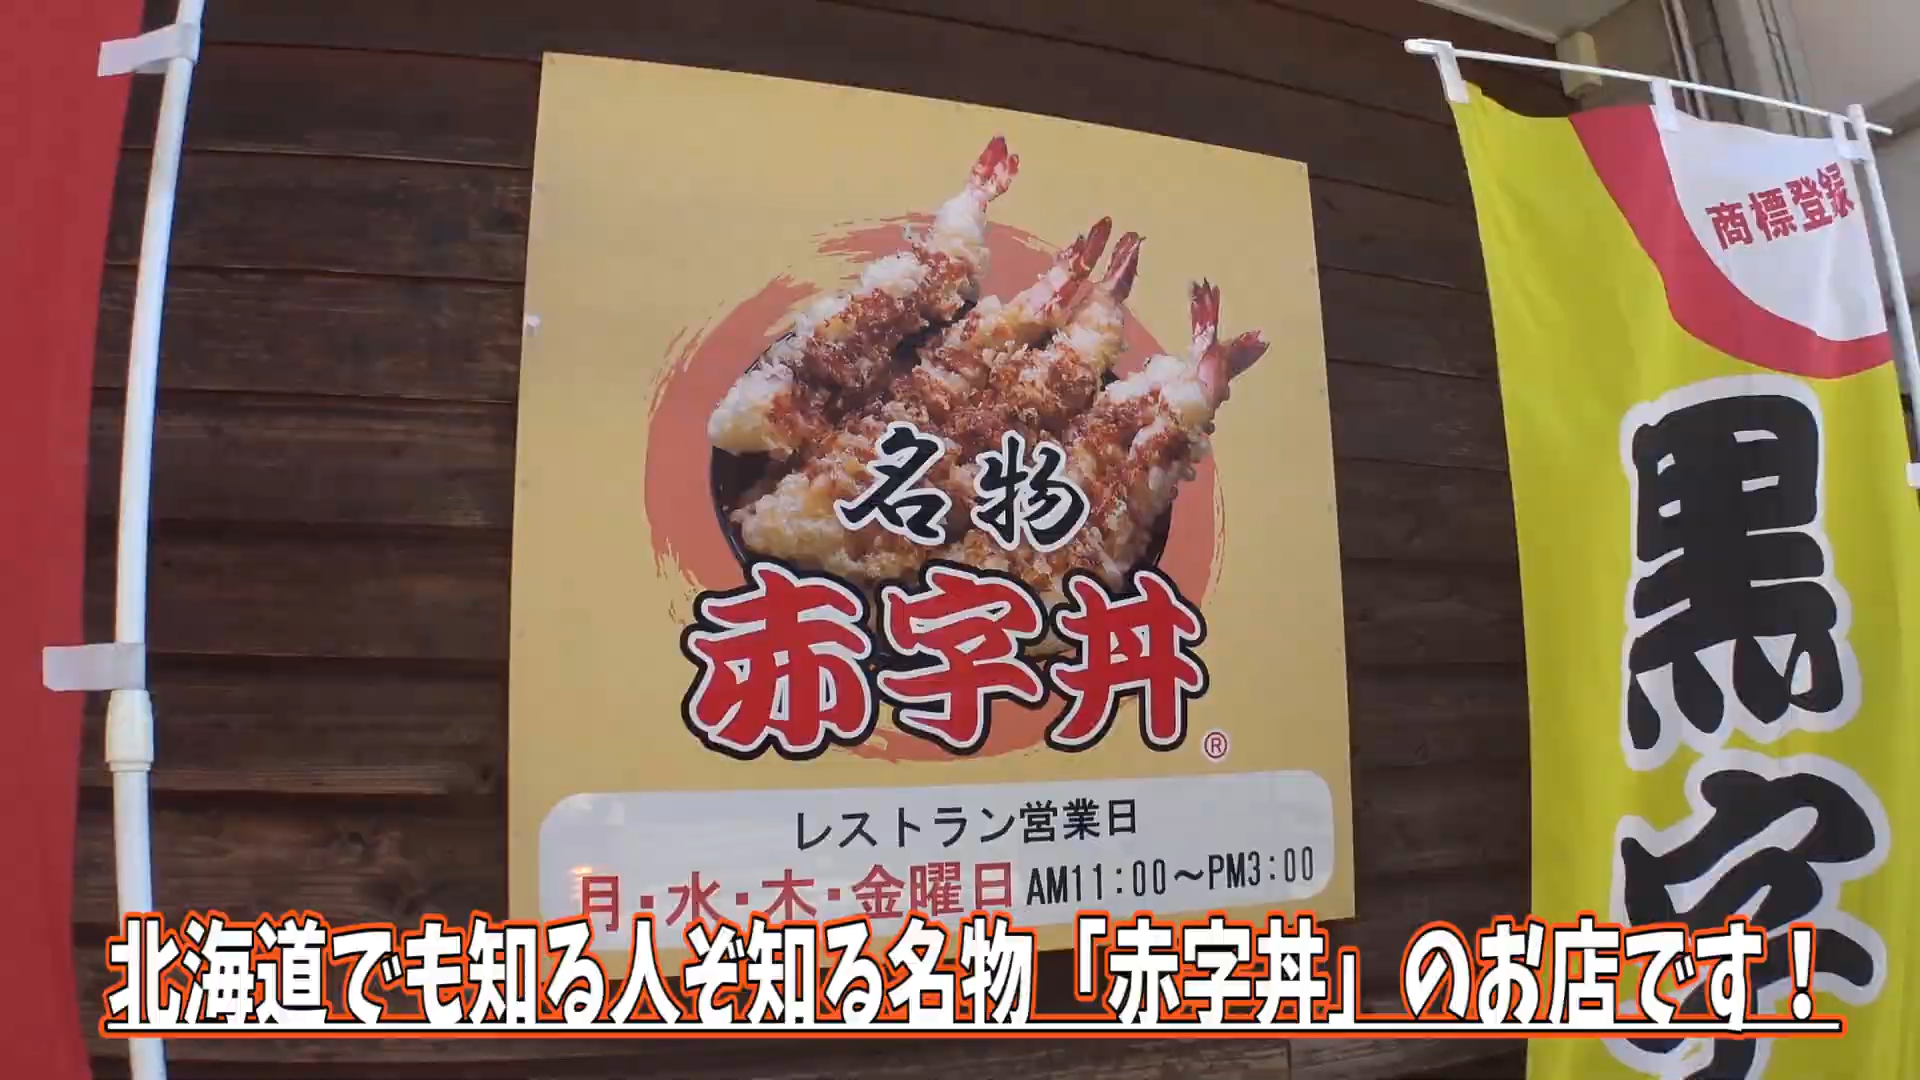 名物
赤字丼
®
レストラン営業日
月・水・木・金曜日 AM11:00～PM3:00
商標登録
黒字
北海道でも知る人ぞ知る名物「赤字丼」のお店です！